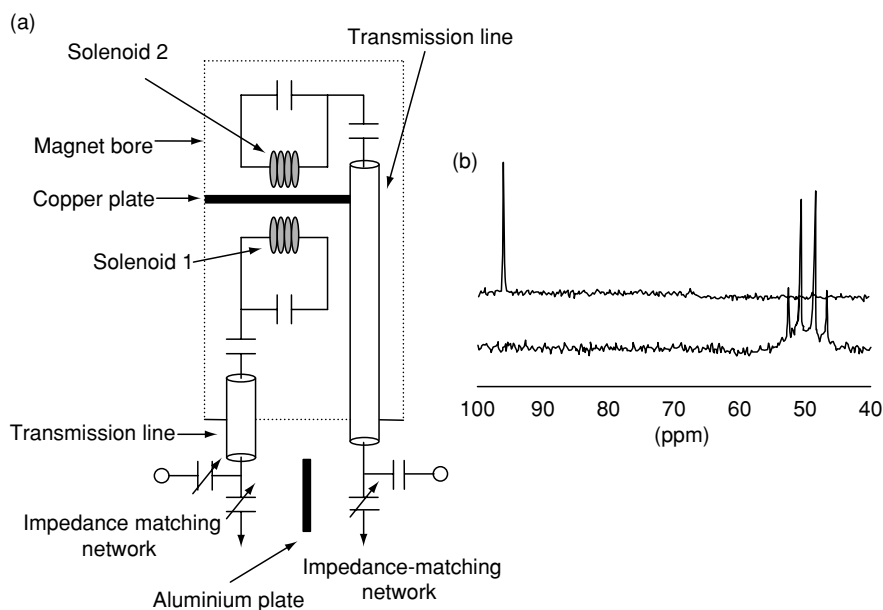 (a)
Solenoid 2
Transmission line
Magnet bore
Copper plate
Solenoid 1
Transmission line
Impedance matching
network
Aluminium plate
Impedance-matching
network
(b)
100 90 80 70 60 50 40
(ppm)